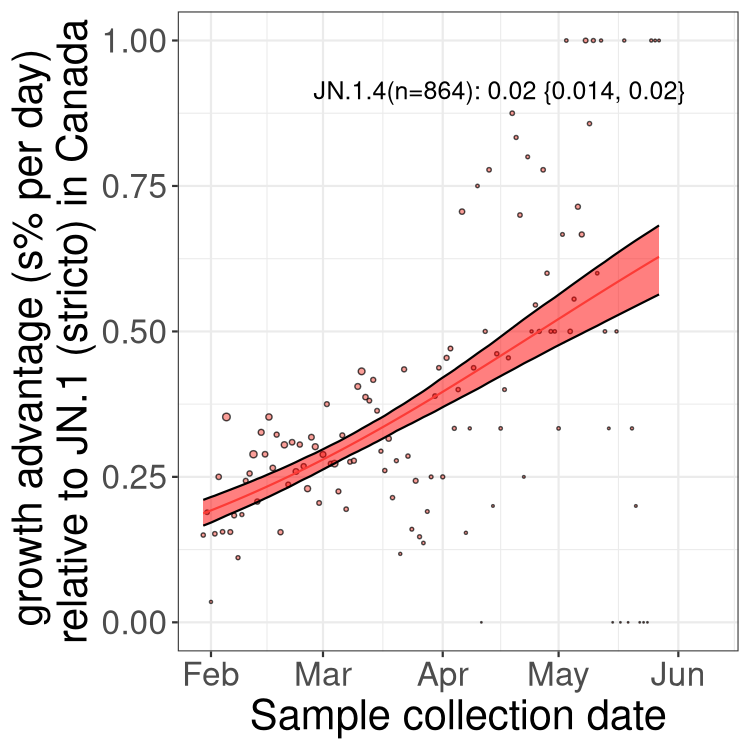 growth advantage (s% per day)
relative to JN.1 (stricto) in Canada
1.00
0.75
0.50
0.25
0.00
JN.1.4(n=864): 0.02 {0.014, 0.02}
Feb Mar Apr May Jun
Sample collection date